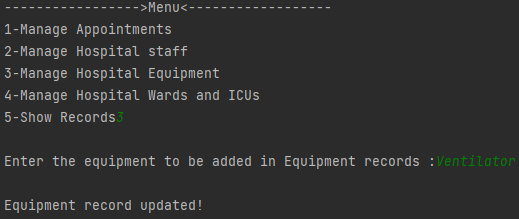 ----------------->Menu<------------------
1-Manage Appointments
2-Manage Hospital staff
3-Manage Hospital Equipment
4-Manage Hospital Wards and ICUs
5-Show Records3
Enter the equipment to be added in Equipment records :Ventilator
Equipment record updated!